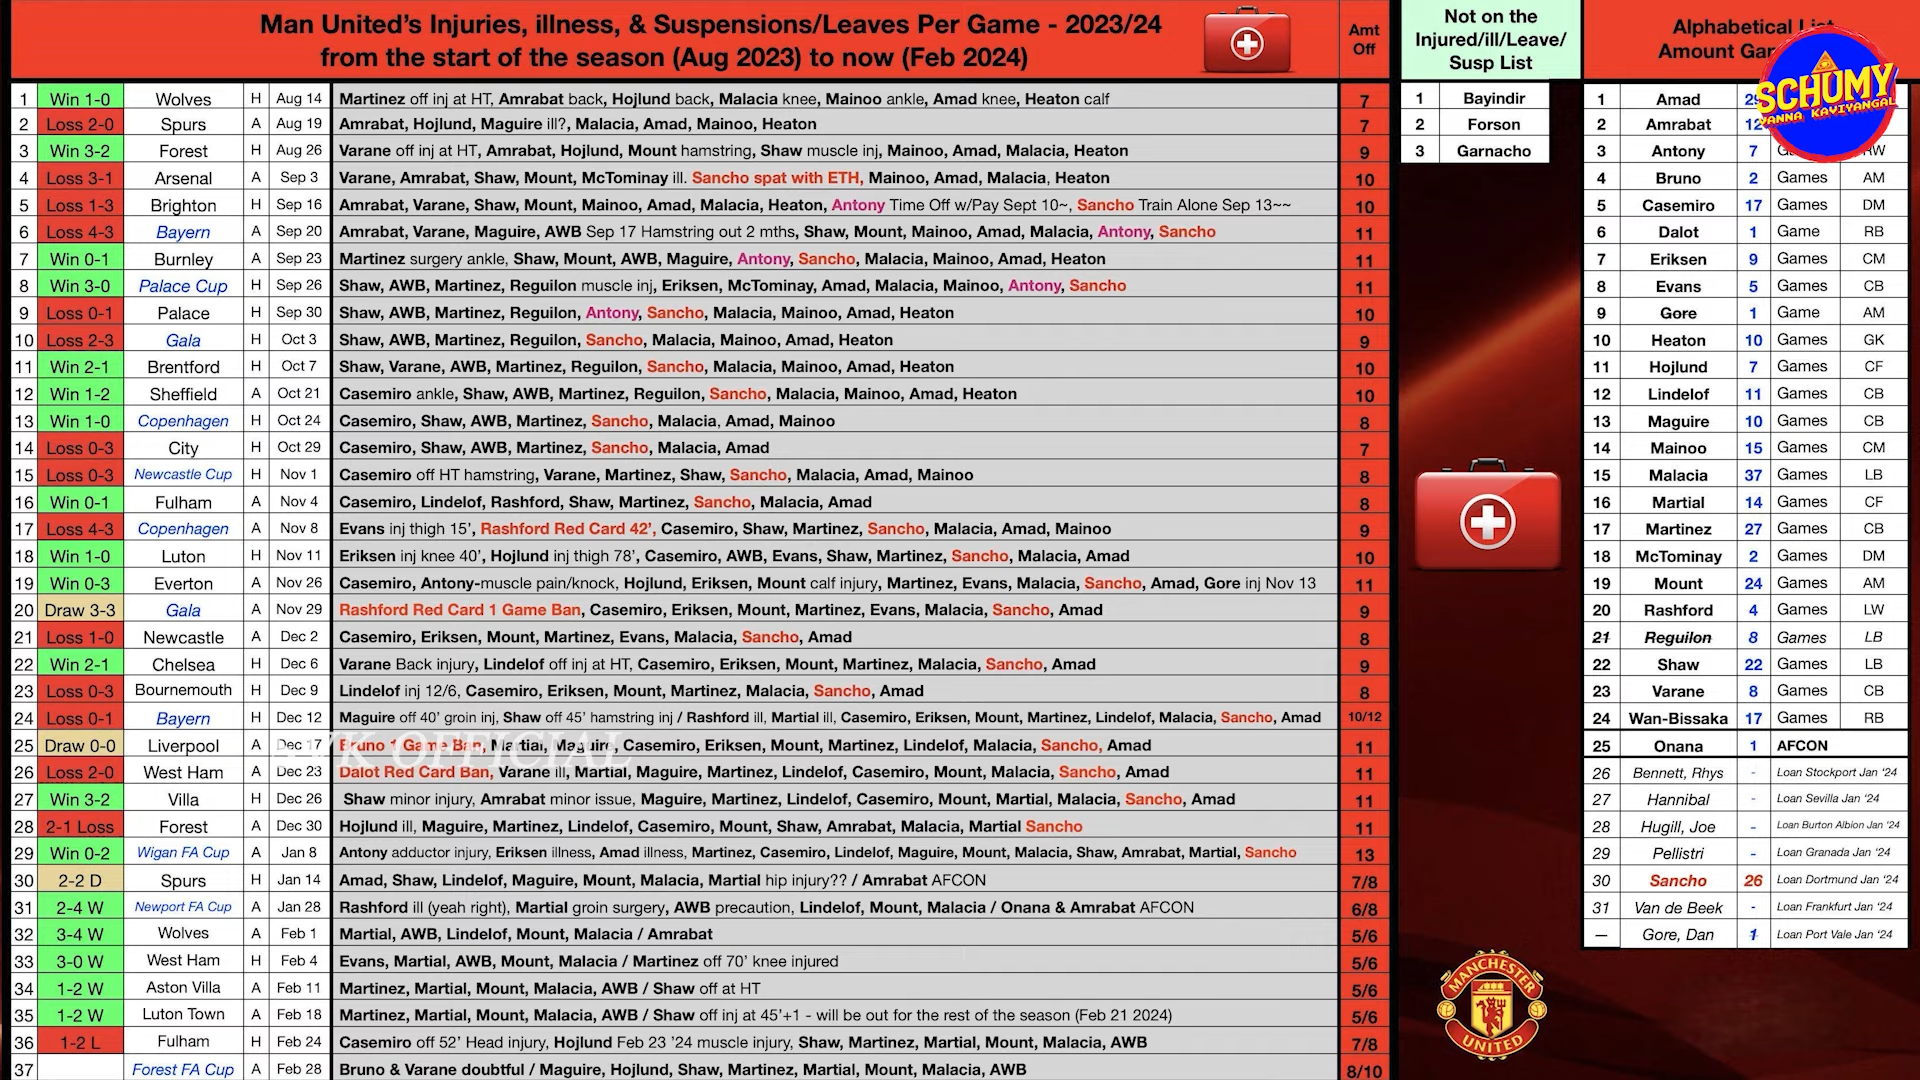 Man United's Injuries, illness, & Suspensions/Leaves Per Game - 2023/24
from the start of the season (Aug 2023) to now (Feb 2024)
Amt
Off
1 Win 1-0 Wolves H Aug 14 Martinez off inj at HT, Amrabat back, Hojlund back, Malacia knee, Mainoo ankle, Amad knee, Heaton calf 7
2 Loss 2-0 Spurs A Aug 19 Amrabat, Hojlund, Maguire ill?, Malacia, Amad, Mainoo, Heaton 7
3 Win 3-2 Forest H Aug 26 Varane off inj at HT, Amrabat, Hojlund, Mount hamstring, Shaw muscle inj, Mainoo, Amad, Malacia, Heaton 9
4 Loss 3-1 Arsenal A Sep 3 Varane, Amrabat, Shaw, Mount, McTominay ill. Sancho spat with ETH, Mainoo, Amad, Malacia, Heaton 10
5 Loss 1-3 Brighton H Sep 16 Amrabat, Varane, Shaw, Mount, Mainoo, Amad, Malacia, Heaton, Antony Time Off w/Pay Sept 10~, Sancho Train Alone Sep 13~~ 10
6 Loss 4-3 Bayern A Sep 20 Amrabat, Varane, Maguire, AWB Sep 17 Hamstring out 2 mths, Shaw, Mount, Mainoo, Amad, Malacia, Antony, Sancho 11
7 Win 0-1 Burnley A Sep 23 Martinez surgery ankle, Shaw, Mount, AWB, Maguire, Antony, Sancho, Malacia, Mainoo, Amad, Heaton 11
8 Win 3-0 Palace Cup H Sep 26 Shaw, AWB, Martinez, Reguilon muscle inj, Eriksen, McTominay, Amad, Malacia, Mainoo, Antony, Sancho 11
9 Loss 0-1 Palace H Sep 30 Shaw, AWB, Martinez, Reguilon, Antony, Sancho, Malacia, Mainoo, Amad, Heaton 10
10 Loss 2-3 Gala H Oct 3 Shaw, AWB, Martinez, Reguilon, Sancho, Malacia, Mainoo, Amad, Heaton 9
11 Win 2-1 Brentford H Oct 7 Shaw, Varane, AWB, Martinez, Reguilon, Sancho, Malacia, Mainoo, Amad, Heaton 10
12 Win 1-2 Sheffield A Oct 21 Casemiro ankle, Shaw, AWB, Martinez, Reguilon, Sancho, Malacia, Mainoo, Amad, Heaton 10
13 Win 1-0 Copenhagen H Oct 24 Casemiro, Shaw, AWB, Martinez, Sancho, Malacia, Amad, Mainoo 8
14 Loss 0-3 City H Oct 29 Casemiro, Shaw, AWB, Martinez, Sancho, Malacia, Amad 7
15 Loss 0-3 Newcastle Cup H Nov 1 Casemiro off HT hamstring, Varane, Martinez, Shaw, Sancho, Malacia, Amad, Mainoo 8
16 Win 0-1 Fulham A Nov 4 Casemiro, Lindelof, Rashford, Shaw, Martinez, Sancho, Malacia, Amad 8
17 Loss 4-3 Copenhagen A Nov 8 Evans inj thigh 15', Rashford Red Card 42', Casemiro, Shaw, Martinez, Sancho, Malacia, Amad, Mainoo 9
18 Win 1-0 Luton H Nov 11 Eriksen inj knee 40', Hojlund inj thigh 78', Casemiro, AWB, Evans, Shaw, Martinez, Sancho, Malacia, Amad 10
19 Win 0-3 Everton A Nov 26 Casemiro, Antony-muscle pain/knock, Hojlund, Eriksen, Mount calf injury, Martinez, Evans, Malacia, Sancho, Amad, Gore inj Nov 13 11
20 Draw 3-3 Gala A Nov 29 Rashford Red Card 1 Game Ban, Casemiro, Eriksen, Mount, Martinez, Evans, Malacia, Sancho, Amad 9
21 Loss 1-0 Newcastle A Dec 2 Casemiro, Eriksen, Mount, Martinez, Evans, Malacia, Sancho, Amad 8
22 Win 2-1 Chelsea H Dec 6 Varane Back injury, Lindelof off inj at HT, Casemiro, Eriksen, Mount, Martinez, Malacia, Sancho, Amad 9
23 Loss 0-3 Bournemouth H Dec 9 Lindelof inj 12/6, Casemiro, Eriksen, Mount, Martinez, Malacia, Sancho, Amad 8
24 Loss 0-1 Bayern H Dec 12 Maguire off 40' groin inj, Shaw off 45' hamstring inj / Rashford ill, Martial ill, Casemiro, Eriksen, Mount, Martinez, Lindelof, Malacia, Sancho, Amad 10/12
25 Draw 0-0 Liverpool A Dec 17 Bruno 1 Game Ban, Martial, Maguire, Casemiro, Eriksen, Mount, Martinez, Lindelof, Malacia, Sancho, Amad 11
26 Loss 2-0 West Ham A Dec 23 Dalot Red Card Ban, Varane ill, Martial, Maguire, Martinez, Lindelof, Casemiro, Mount, Malacia, Sancho, Amad 11
27 Win 3-2 Villa H Dec 26 Shaw minor injury, Amrabat minor issue, Maguire, Martinez, Lindelof, Casemiro, Mount, Martial, Malacia, Sancho, Amad 11
28 2-1 Loss Forest A Dec 30 Hojlund ill, Maguire, Martinez, Lindelof, Casemiro, Mount, Shaw, Amrabat, Malacia, Martial Sancho 11
29 Win 0-2 Wigan FA Cup A Jan 8 Antony adductor injury, Eriksen illness, Amad illness, Martinez, Casemiro, Lindelof, Maguire, Mount, Malacia, Shaw, Amrabat, Martial, Sancho 13
30 2-2 D Spurs H Jan 14 Amad, Shaw, Lindelof, Maguire, Mount, Malacia, Martial hip injury?? / Amrabat AFCON 7/8
31 2-4 W Newport FA Cup A Jan 28 Rashford ill (yeah right), Martial groin surgery, AWB precaution, Lindelof, Mount, Malacia / Onana & Amrabat AFCON 6/8
32 3-4 W Wolves A Feb 1 Martial, AWB, Lindelof, Mount, Malacia / Amrabat 5/6
33 3-0 W West Ham H Feb 4 Evans, Martial, AWB, Mount, Malacia / Martinez off 70' knee injured 5/6
34 1-2 W Aston Villa A Feb 11 Martinez, Martial, Mount, Malacia, AWB / Shaw off at HT 5/6
35 1-2 W Luton Town A Feb 18 Martinez, Martial, Mount, Malacia, AWB / Shaw off inj at 45'+1 - will be out for the rest of the season (Feb 21 2024) 5/6
36 1-2 L Fulham H Feb 24 Casemiro off 52' Head injury, Hojlund Feb 23 '24 muscle injury, Shaw, Martinez, Martial, Mount, Malacia, AWB 7/8
37 Forest FA Cup A Feb 28 Bruno & Varane doubtful / Maguire, Hojlund, Shaw, Martinez, Martial, Mount, Malacia, AWB 8/10
OFFICIAL
Not on the
Injured/ill/Leave/
Susp List
1 Bayindir
2 Forson
3 Garnacho
MANCHESTER
UNITED
Alphabetical List
Amount
SCHUMY
YANNA KAVIYANGAL
1 Amad
2 Amrabat
3 Antony 7 RW
4 Bruno 2 Games AM
5 Casemiro 17 Games DM
6 Dalot 1 Game RB
7 Eriksen 9 Games CM
8 Evans 5 Games CB
9 Gore 1 Game AM
10 Heaton 10 Games GK
11 Hojlund 7 Games CF
12 Lindelof 11 Games CB
13 Maguire 10 Games CB
14 Mainoo 15 Games CM
15 Malacia 37 Games LB
16 Martial 14 Games CF
17 Martinez 27 Games CB
18 McTominay 2 Games DM
19 Mount 24 Games AM
20 Rashford 4 Games LW
21 Reguilon 8 Games LB
22 Shaw 22 Games LB
23 Varane 8 Games CB
24 Wan-Bissaka 17 Games RB
25 Onana 1 AFCON
26 Bennett, Rhys - Loan Stockport Jan '24
27 Hannibal - Loan Sevilla Jan '24
28 Hugill, Joe - Loan Burton Albion Jan '24
29 Pellistri - Loan Granada Jan '24
30 Sancho 26 Loan Dortmund Jan '24
31 Van de Beek - Loan Frankfurt Jan '24
— Gore, Dan 1 Loan Port Vale Jan '24